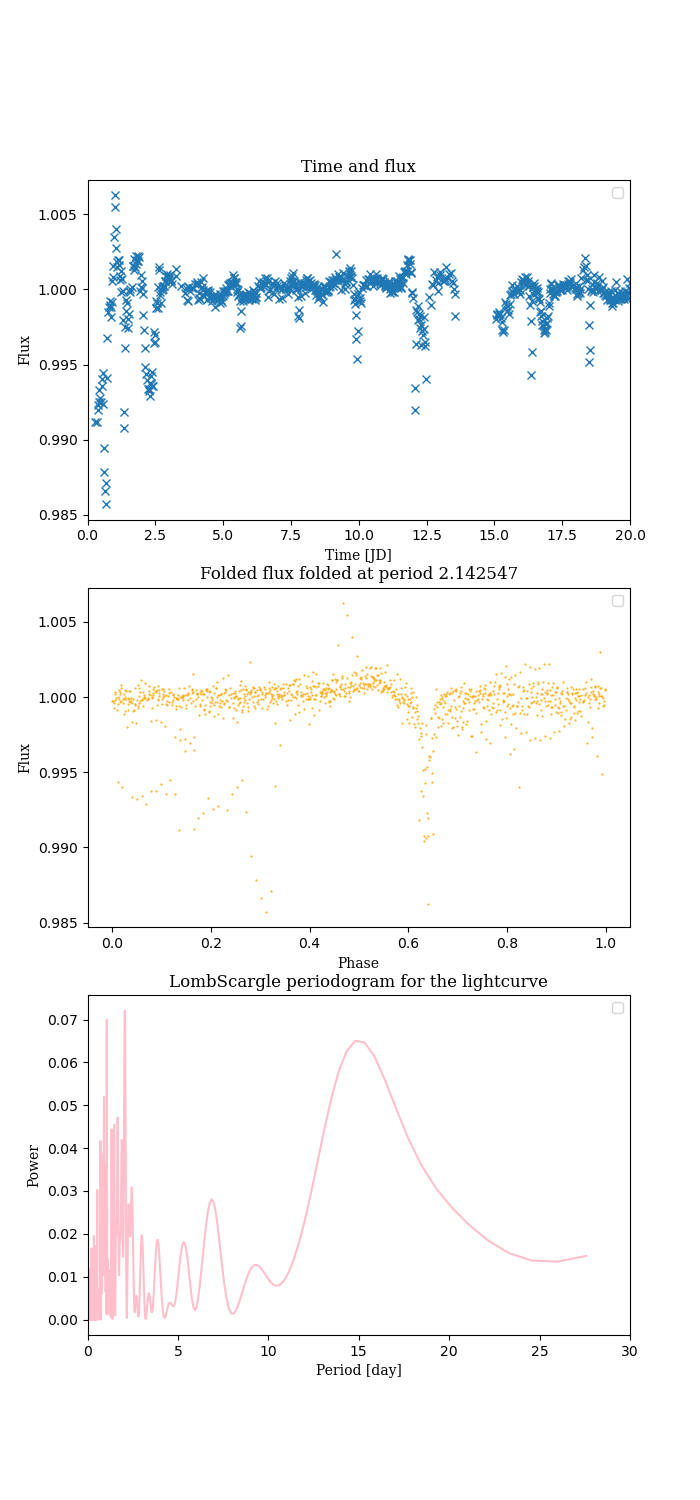 Time and flux
1.005
1.000
0.995
0.990
0.985
Flux
0.0 2.5 5.0 7.5 10.0 12.5 15.0 17.5 20.0
Time [JD]
Folded flux folded at period 2.142547
1.005
1.000
0.995
0.990
0.985
Flux
0.0 0.2 0.4 0.6 0.8 1.0
Phase
LombScargle periodogram for the lightcurve
0.07
0.06
0.05
0.04
0.03
0.02
0.01
0.00
Power
0 5 10 15 20 25 30
Period [day]